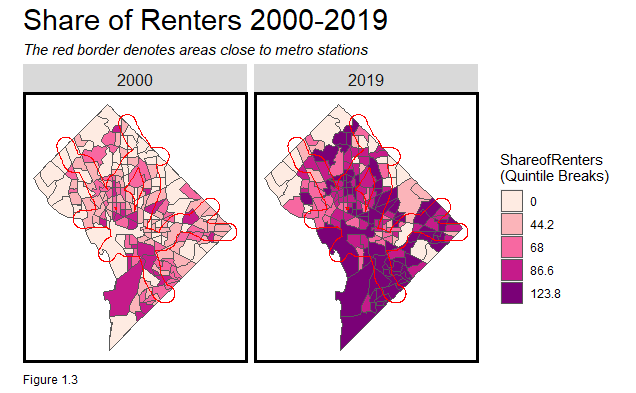 Share of Renters 2000-2019
The red border denotes areas close to metro stations
2000
2019
ShareofRenters
(Quintile Breaks)
0
44.2
68
86.6
123.8
Figure 1.3